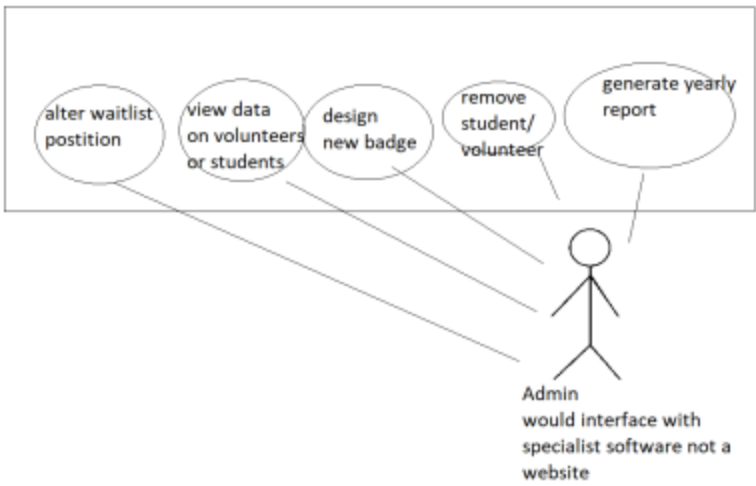 alter waitlist
postition
view data
on volunteers
or students
design
new badge
remove
student/
volunteer
generate yearly
report
Admin
would interface with
specialist software not a
website